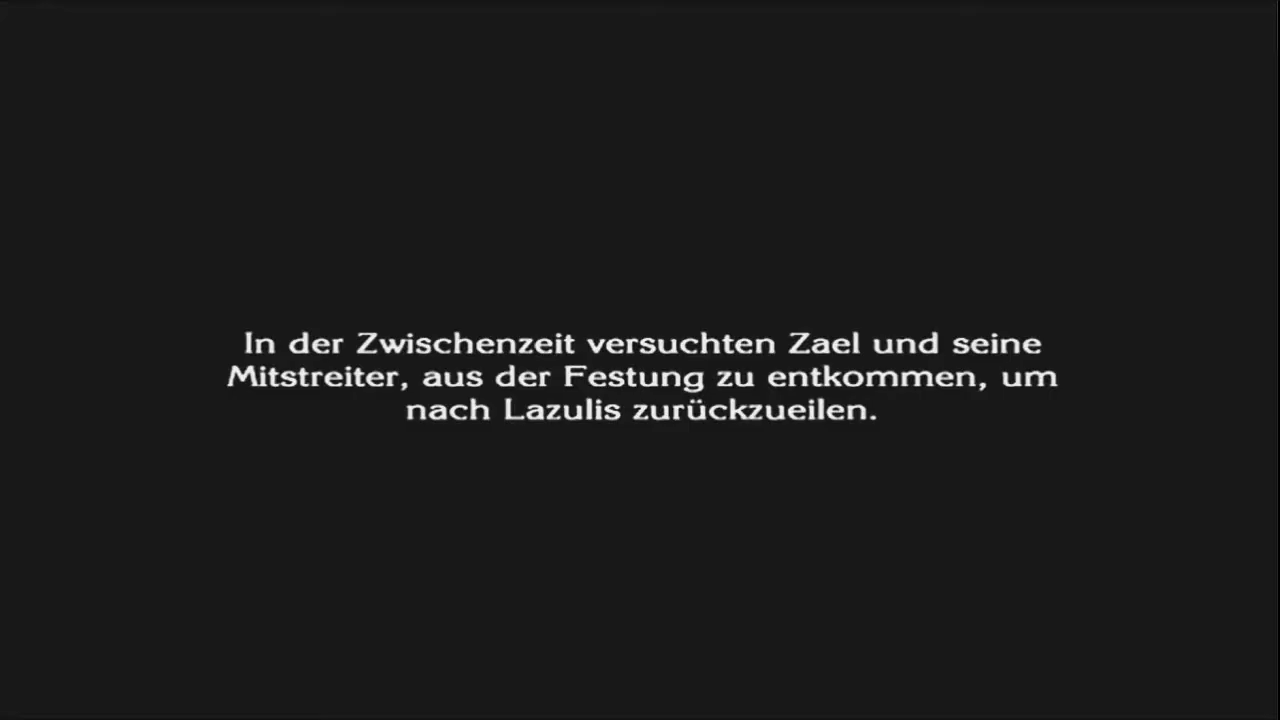 In der Zwischenzeit versuchten Zael und seine
Mitstreiter, aus der Festung zu entkommen, um
nach Lazulis zurückzueilen.